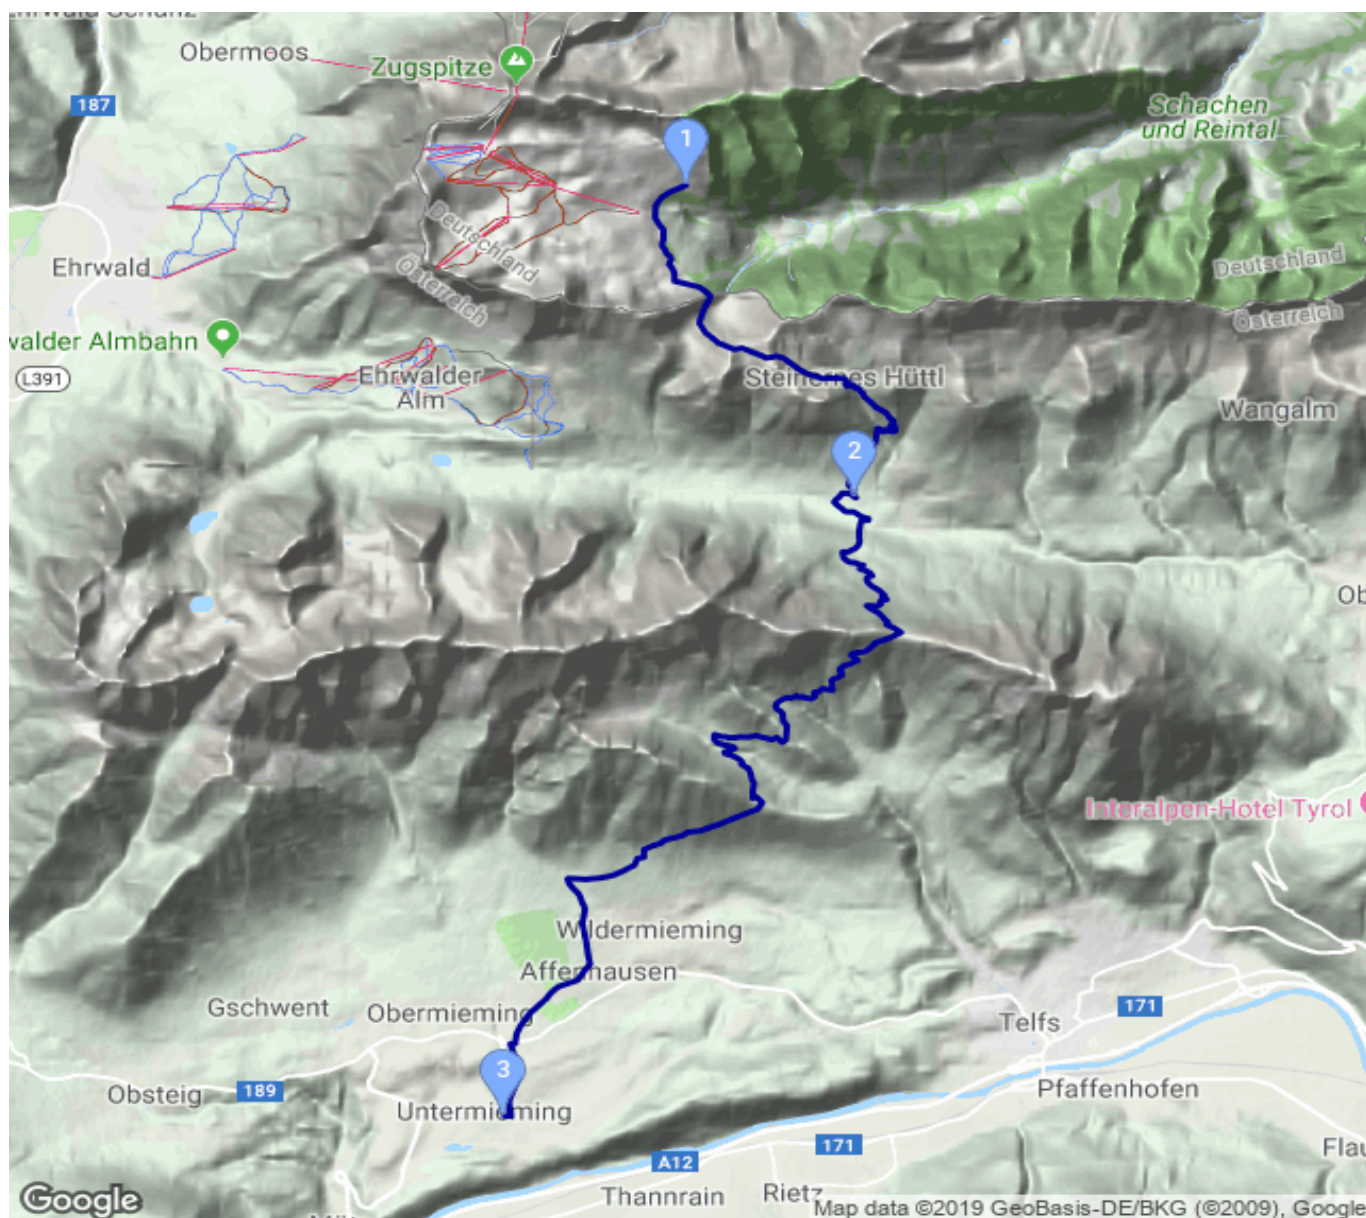 Obermoos
Zugspitze
187
Schachen
und Reintal
1
Deutschland
Österreich
Deutschland
Österreich
Ehrwald
walder Almbahn
L391
Ehrwalder
Alm
Steinernes Hüttl
Wangalm
2
Interalpen-Hotel Tyrol
Wildermieming
Affenhausen
Gschwent
Obermieming
171
Telfs
3
189
Obsteig
Untermieming
Pfaffenhofen
171
A12
Thannrain
Rietz
Google
Map data ©2019 GeoBasis-DE/BKG (©2009), Google